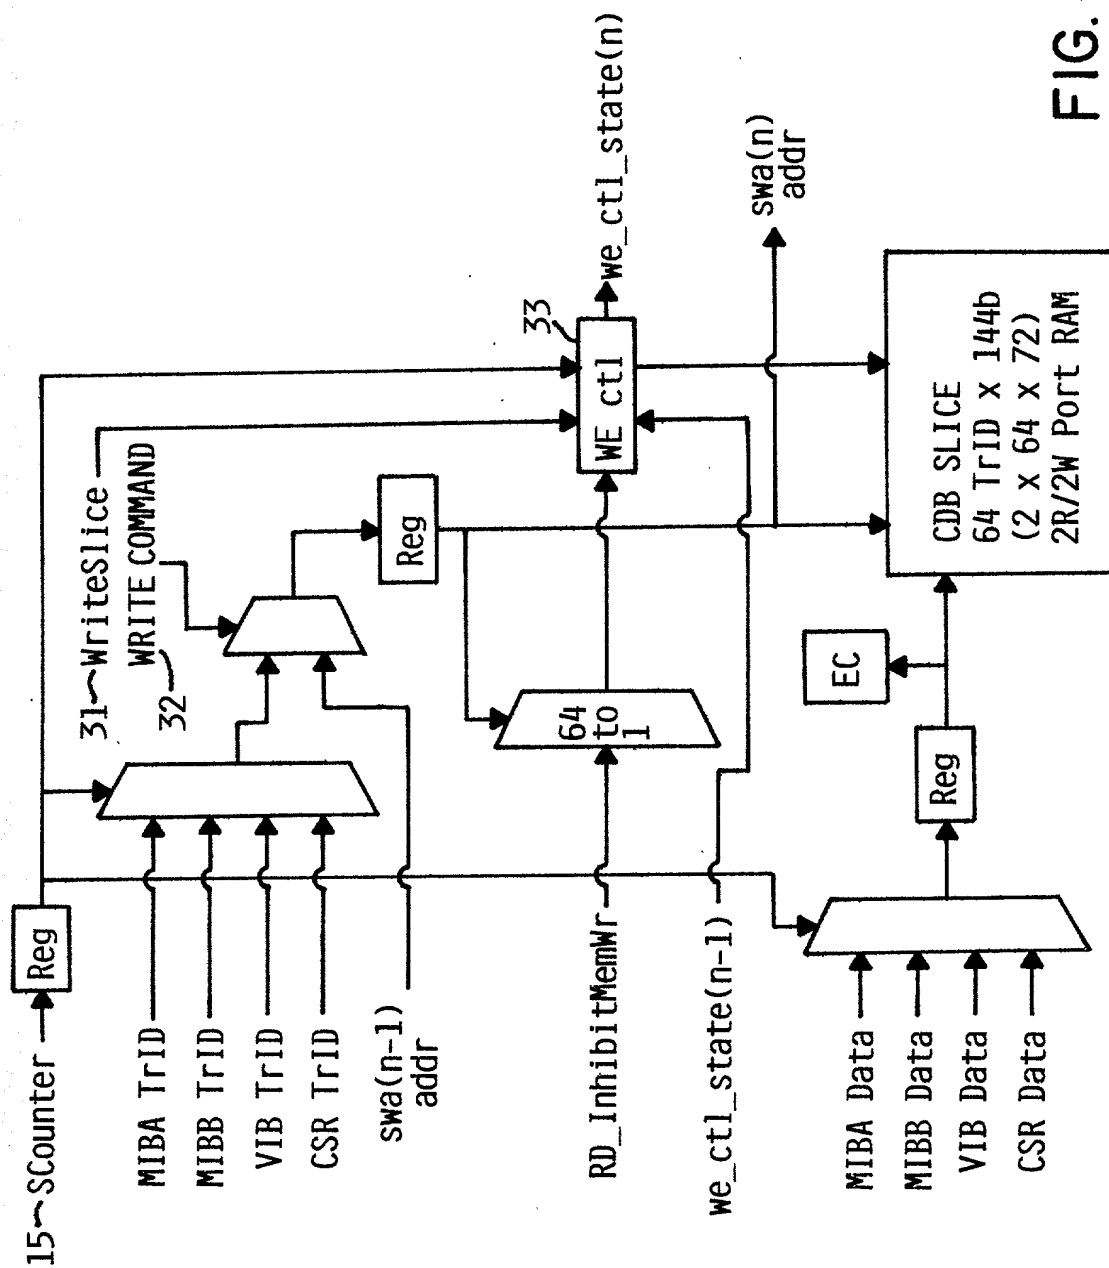 15 SCounter
Reg
MIBA TrID
MIBB TrID
VIB TrID
CSR TrID
swa(n-1)
addr
31 WriteSlice
WRITE COMMAND
32
Reg
64
to
1
RD_InhibitMemWr
we_ctl_state(n-1)
33
WE ctl
we_ctl_state(n)
swa(n)
addr
MIBA Data
MIBB Data
VIB Data
CSR Data
Reg
EC
CDB SLICE
64 TrID x 144b
(2 x 64 x 72)
2R/2W Port RAM
FIG.